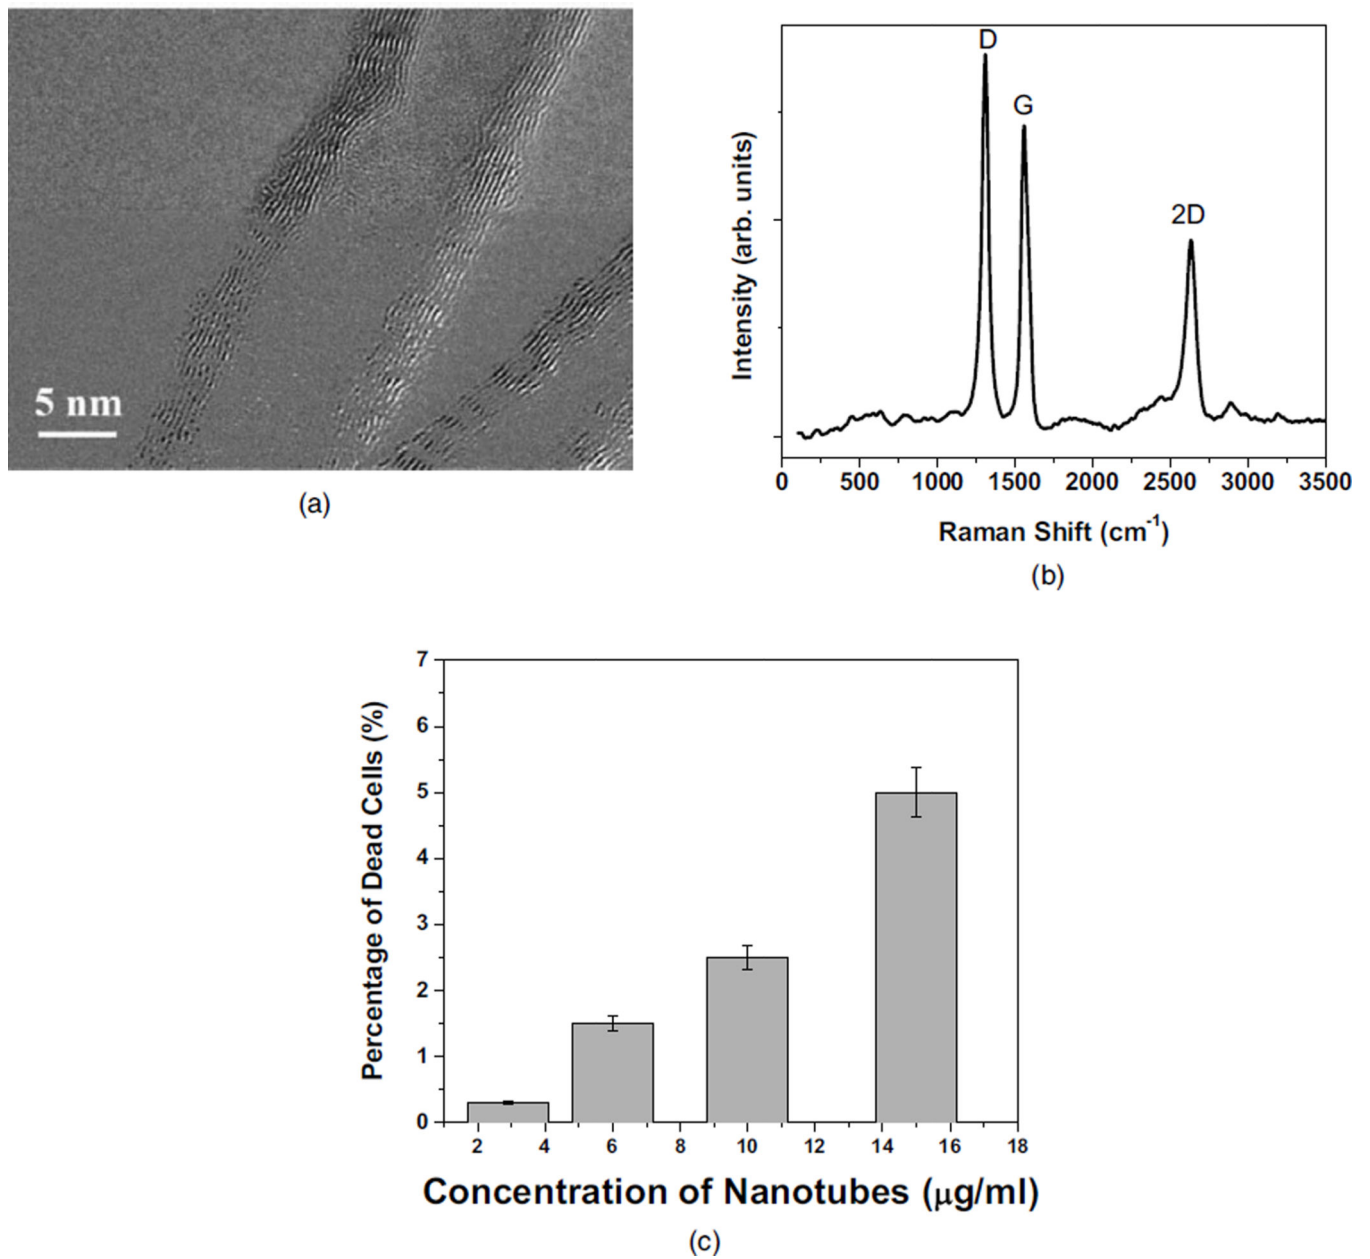 5 nm
(a)
D
G
2D
Intensity (arb. units)
0 500 1000 1500 2000 2500 3000 3500
Raman Shift (cm⁻¹)
(b)
7
6
5
4
3
2
1
0
Percentage of Dead Cells (%)
2 4 6 8 10 12 14 16 18
Concentration of Nanotubes (μg/ml)
(c)